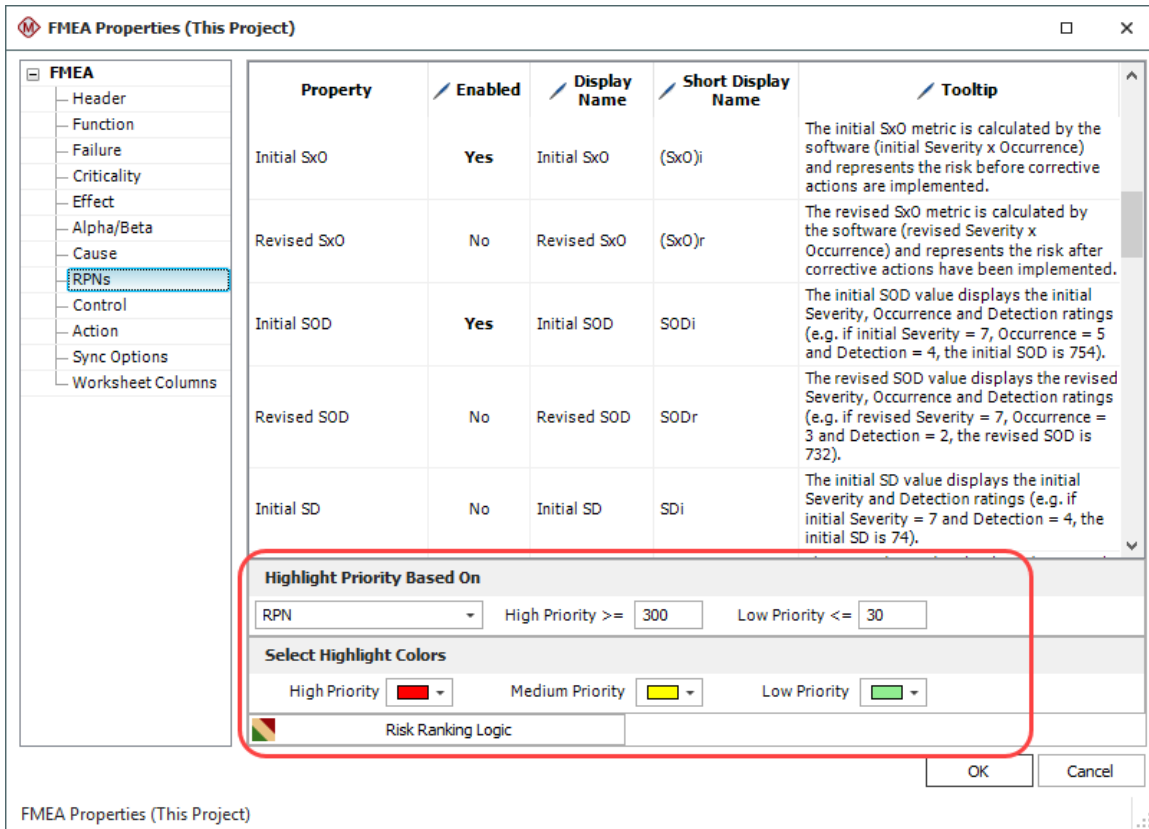 FMEA Properties (This Project)
FMEA
Header
Function
Failure
Criticality
Effect
Alpha/Beta
Cause
RPNs
Control
Action
Sync Options
Worksheet Columns
Property
Enabled
Display
Name
Short Display
Name
Tooltip
Initial SxO
Yes
Initial SxO
(SxO)i
The initial SxO metric is calculated by the
software (initial Severity x Occurrence)
and represents the risk before corrective
actions are implemented.
Revised SxO
No
Revised SxO
(SxO)r
The revised SxO metric is calculated by
the software (revised Severity x
Occurrence) and represents the risk after
corrective actions have been implemented.
Initial SOD
Yes
Initial SOD
SODi
The initial SOD value displays the initial
Severity, Occurrence and Detection ratings
(e.g. if initial Severity = 7, Occurrence = 5
and Detection = 4, the initial SOD is 754).
Revised SOD
No
Revised SOD
SODr
The revised SOD value displays the revised
Severity, Occurrence and Detection ratings
(e.g. if revised Severity = 7, Occurrence =
3 and Detection = 2, the revised SOD is
732).
Initial SD
No
Initial SD
SDi
The initial SD value displays the initial
Severity and Detection ratings (e.g. if
initial Severity = 7 and Detection = 4, the
initial SD is 74).
Highlight Priority Based On
RPN
High Priority >= 300
Low Priority <= 30
Select Highlight Colors
High Priority
Medium Priority
Low Priority
Risk Ranking Logic
OK
Cancel
FMEA Properties (This Project)